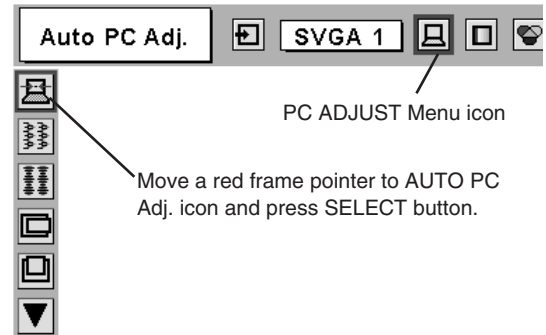 Auto PC Adj.
SVGA 1
PC ADJUST Menu icon
Move a red frame pointer to AUTO PC
Adj. icon and press SELECT button.